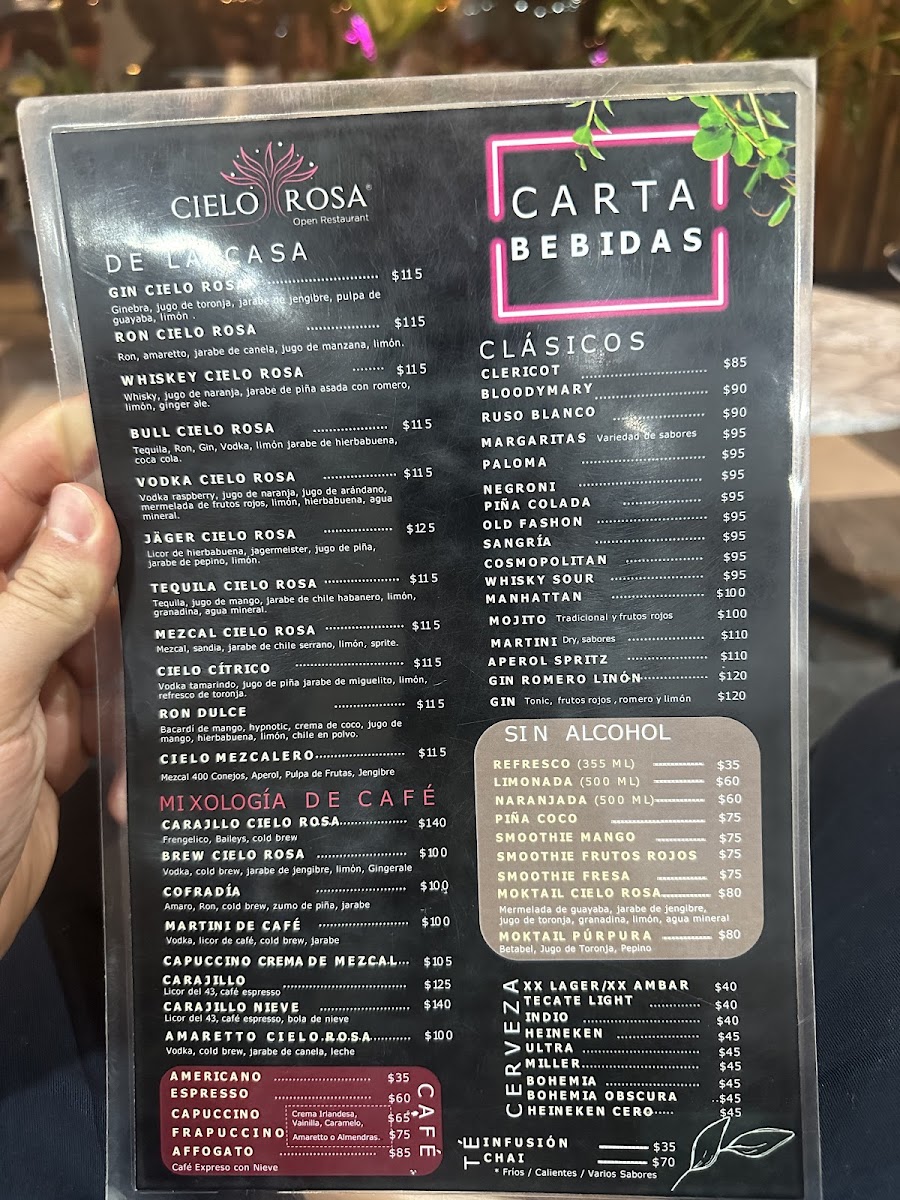 CIELO ROSA®
Open Restaurant
DE LA CASA
GIN CIELO ROSA $115
Ginebra, jugo de toronja, jarabe de jengibre, pulpa de
guayaba, limón .
RON CIELO ROSA $115
Ron, amaretto, jarabe de canela, jugo de manzana, limón.
WHISKEY CIELO ROSA $115
Whisky, jugo de naranja, jarabe de piña asada con romero,
limón, ginger ale.
BULL CIELO ROSA $115
Tequila, Ron, Gin, Vodka, limón jarabe de hierbabuena,
coca cola.
VODKA CIELO ROSA $115
Vodka raspberry, jugo de naranja, jugo de arándano,
mermelada de frutos rojos, limón, hierbabuena, agua
mineral.
JÄGER CIELO ROSA $125
Licor de hierbabuena, jagermeister, jugo de piña,
jarabe de pepino, limón.
TEQUILA CIELO ROSA $115
Tequila, jugo de mango, jarabe de chile habanero, limón,
granadina, agua mineral.
MEZCAL CIELO ROSA $115
Mezcal, sandia, jarabe de chile serrano, limón, sprite.
CIELO CÍTRICO $115
Vodka tamarindo, jugo de piña jarabe de miguelito, limón,
refresco de toronja.
RON DULCE $115
Bacardí de mango, hypnotic, crema de coco, jugo de
mango, hierbabuena, limón, chile en polvo.
CIELO MEZCALERO $115
Mezcal 400 Conejos, Aperol, Pulpa de Frutas, Jengibre
MIXOLOGÍA DE CAFÉ
CARAJLLO CIELO ROSA $140
Frengelico, Baileys, cold brew
BREW CIELO ROSA $100
Vodka, cold brew, jarabe de jengibre, limón, Gingerale
COFRADÍA $100
Amaro, Ron, cold brew, zumo de piña, jarabe
MARTINI DE CAFÉ $100
Vodka, licor de café, cold brew, jarabe
CAPUCCINO CREMA DE MEZCAL $105
CARAJILLO $125
Licor del 43, café espresso
CARAJILLO NIEVE $140
Licor del 43, café espresso, bola de nieve
AMARETTO CIELO ROSA $100
Vodka, cold brew, jarabe de canela, leche
CAFÉ
AMERICANO $35
ESPRESSO $60
CAPUCCINO $65
FRAPUCCINO $75
Crema Irlandesa,
Vainilla, Caramelo,
Amaretto o Almendras.
AFFOGATO $85
Café Expreso con Nieve
CARTA
BEBIDAS
CLÁSICOS
CLERICOT $85
BLOODYMARY $90
RUSO BLANCO $90
MARGARITAS Variedad de sabores $95
PALOMA $95
NEGRONI $95
PIÑA COLADA $95
OLD FASHON $95
SANGRÍA $95
COSMOPOLITAN $95
WHISKY SOUR $95
MANHATTAN $100
MOJITO Tradicional y frutos rojos $100
MARTINI Dry, sabores $110
APEROL SPRITZ $110
GIN ROMERO LINÓN $120
GIN Tonic, frutos rojos , romero y limón $120
SIN ALCOHOL
REFRESCO (355 ML) $35
LIMONADA (500 ML) $60
NARANJADA (500 ML) $60
PIÑA COCO $75
SMOOTHIE MANGO $75
SMOOTHIE FRUTOS ROJOS $75
SMOOTHIE FRESA $75
MOKTAIL CIELO ROSA $80
Mermelada de guayaba, jarabe de jengibre,
jugo de toronja, granadina, limón, agua mineral
MOKTAIL PÚRPURA $80
Betabel, Jugo de Toronja, Pepino
CERVEZA
XX LAGER/XX AMBAR $40
TECATE LIGHT $40
INDIO $40
HEINEKEN $45
ULTRA $45
MILLER $45
BOHEMIA $45
BOHEMIA OBSCURA $45
HEINEKEN CERO $45
TÉ
INFUSIÓN $35
CHAI $70
* Fríos / Calientes / Varios Sabores